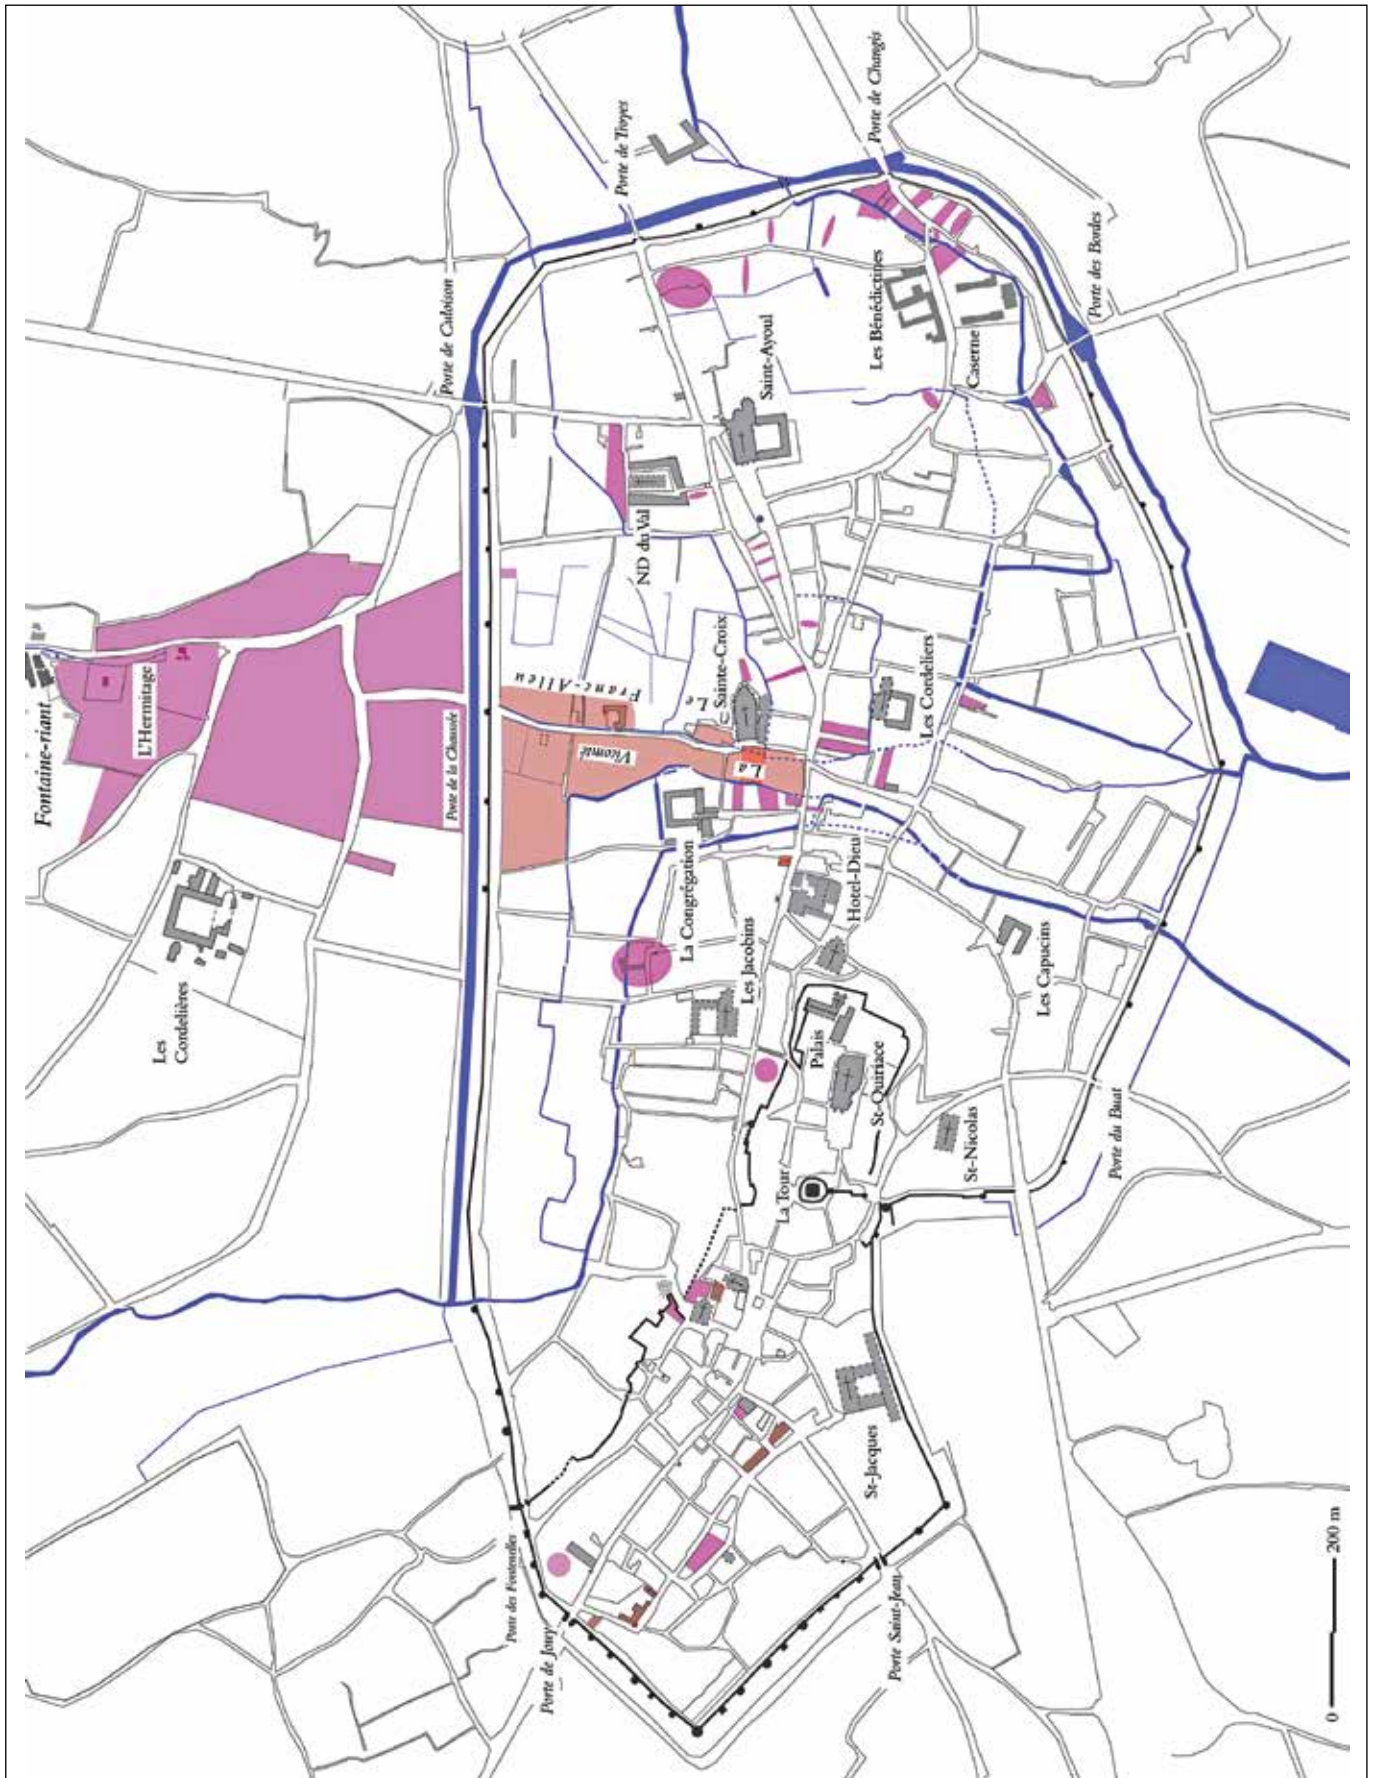 Fontaine-riant
L'Hermitage
Les
Cordelières
Porte de Culoison
Porte de la Chaussée
Porte des Fontenelles
Porte de Jouy
Le Franc-Alleu
La Vicomté
Porte de Troyes
ND du Val
La Congrégation
Sainte-Croix
Les Jacobins
Saint-Ayoul
La Tour
Palais
Hotel-Dieu
St-Jacques
St-Quiriace
Les Bénédictines
Porte de Changis
Porte Saint-Jean
Les Cordeliers
St-Nicolas
Caserne
Les Capucins
Porte des Bordes
Porte du Buat
0 200 m